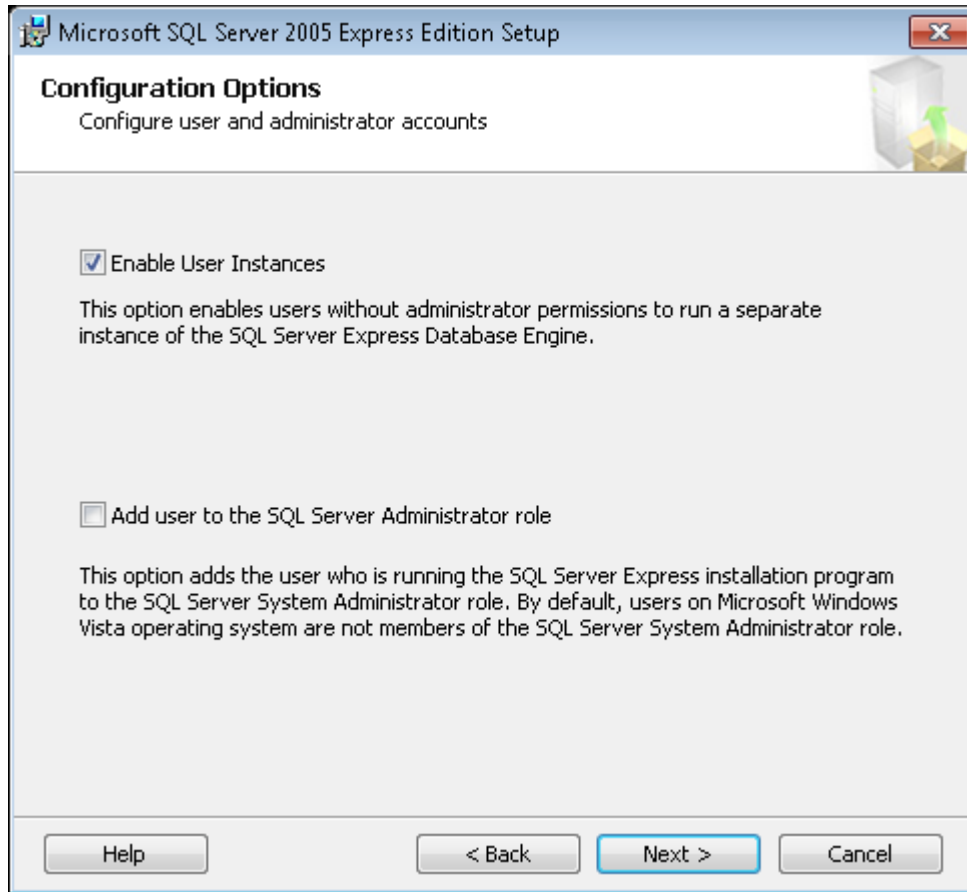 Microsoft SQL Server 2005 Express Edition Setup
Configuration Options
Configure user and administrator accounts
Enable User Instances
This option enables users without administrator permissions to run a separate
instance of the SQL Server Express Database Engine.
Add user to the SQL Server Administrator role
This option adds the user who is running the SQL Server Express installation program
to the SQL Server System Administrator role. By default, users on Microsoft Windows
Vista operating system are not members of the SQL Server System Administrator role.
Help
< Back
Next >
Cancel